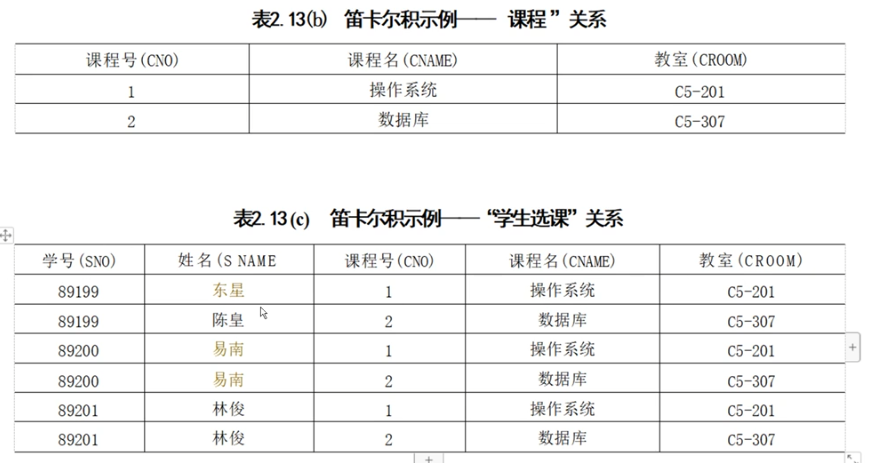 表2.13(b) 笛卡尔积示例—— 课程”关系
课程号(CNO) 课程名(CNAME) 教室(CROOM)
1 操作系统 C5-201
2 数据库 C5-307
表2.13(c) 笛卡尔积示例——“学生选课”关系
学号(SNO) 姓名(S NAME 课程号(CNO) 课程名(CNAME) 教室(CROOM)
89199 东星 1 操作系统 C5-201
89199 陈皇 2 数据库 C5-307
89200 易南 1 操作系统 C5-201
89200 易南 2 数据库 C5-307
89201 林俊 1 操作系统 C5-201
89201 林俊 2 数据库 C5-307